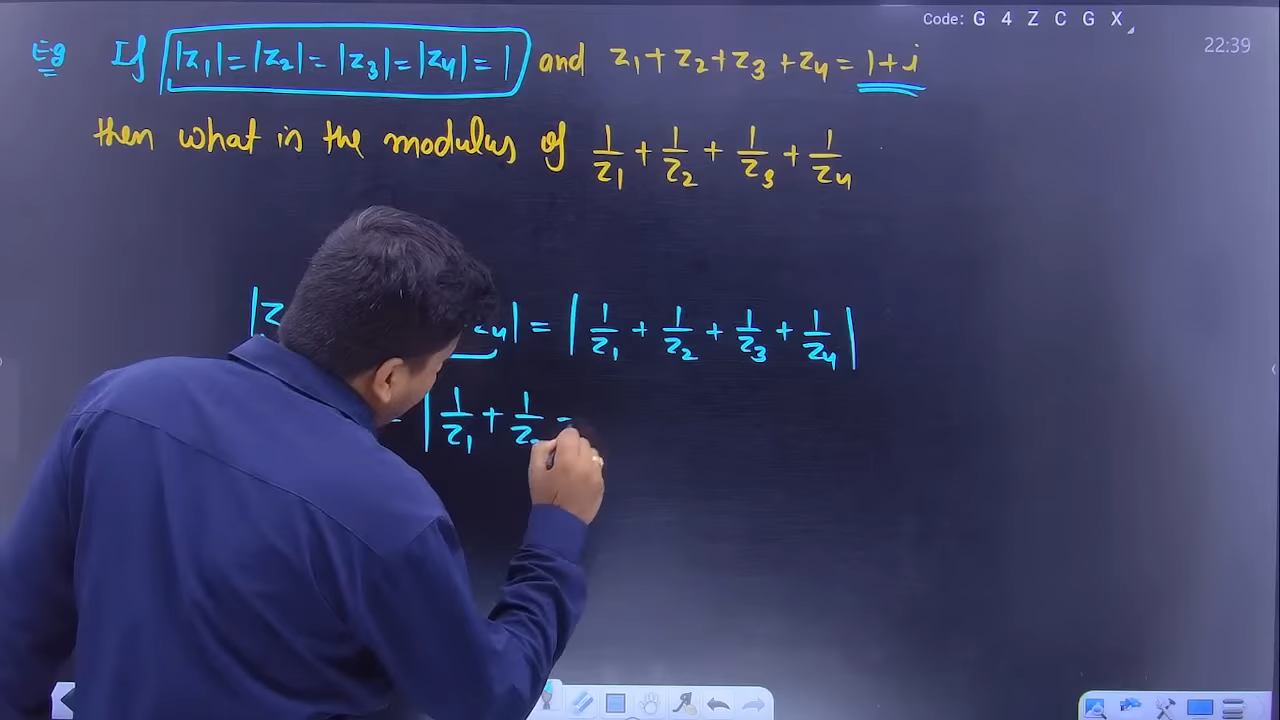 Code: G 4 Z C G X
22:39
Eg If |z₁| = |z₂| = |z₃| = |z₄| = 1 and z₁ + z₂ + z₃ + z₄ = 1 + i
then what is the modulus of 1/z₁ + 1/z₂ + 1/z₃ + 1/z₄
|z z₄| = |1/z₁ + 1/z₂ + 1/z₃ + 1/z₄|
= |1/z₁ + 1/z₂